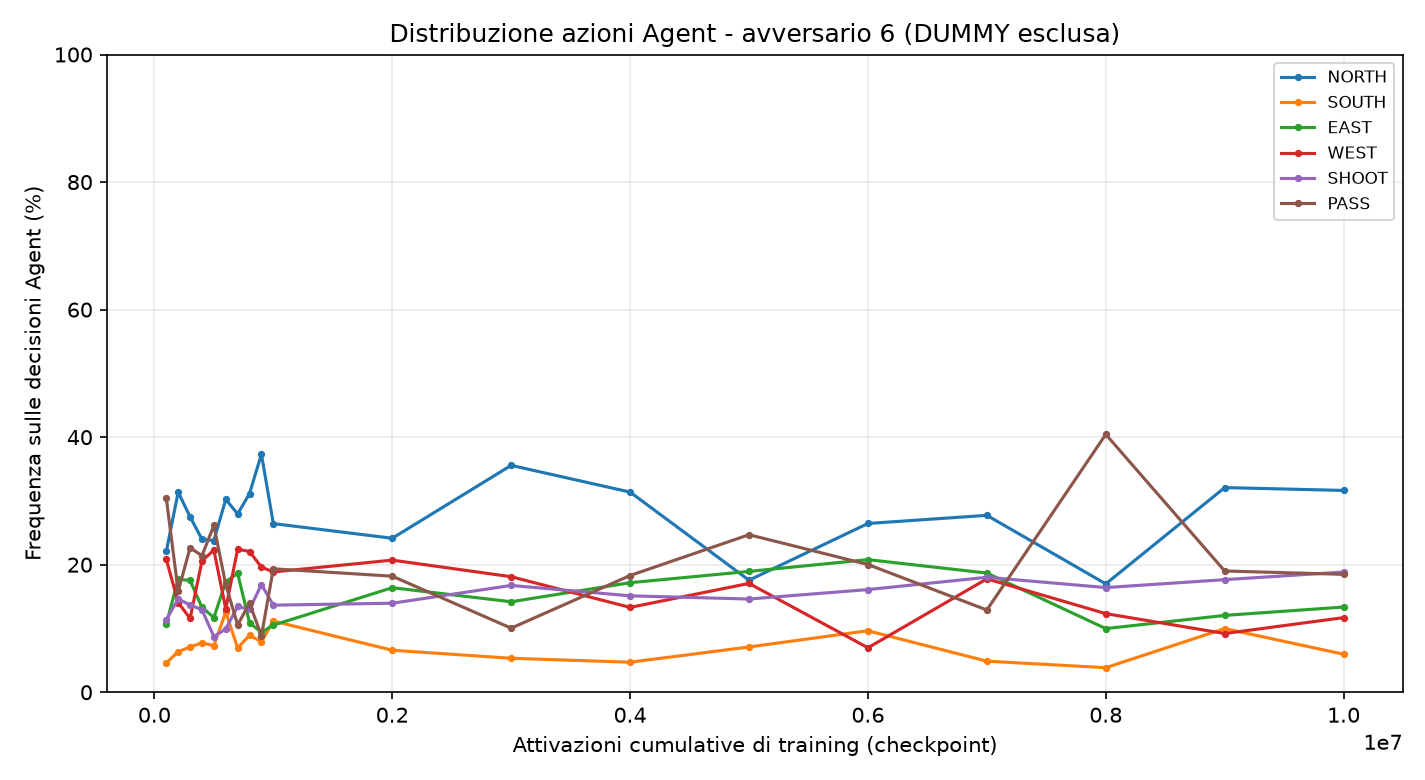 Distribuzione azioni Agent - avversario 6 (DUMMY esclusa)
100
80
60
40
20
0
Frequenza sulle decisioni Agent (%)
NORTH
SOUTH
EAST
WEST
SHOOT
PASS
0.0
0.2
0.4
0.6
0.8
1.0
1e7
Attivazioni cumulative di training (checkpoint)